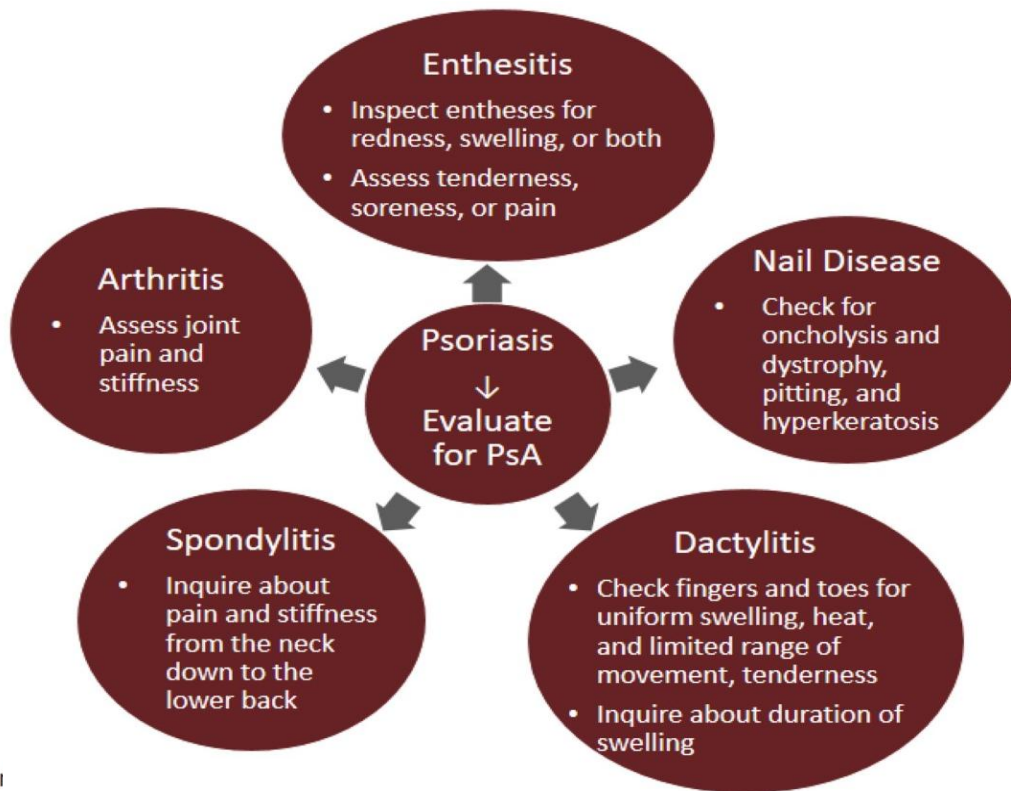 Enthesitis
• Inspect entheses for
redness, swelling, or both
• Assess tenderness,
soreness, or pain
Arthritis
• Assess joint
pain and
stiffness
Psoriasis
↓
Evaluate
for PsA
Nail Disease
• Check for
oncholysis and
dystrophy,
pitting, and
hyperkeratosis
Spondylitis
• Inquire about
pain and stiffness
from the neck
down to the
lower back
Dactylitis
• Check fingers and toes for
uniform swelling, heat,
and limited range of
movement, tenderness
• Inquire about duration of
swelling